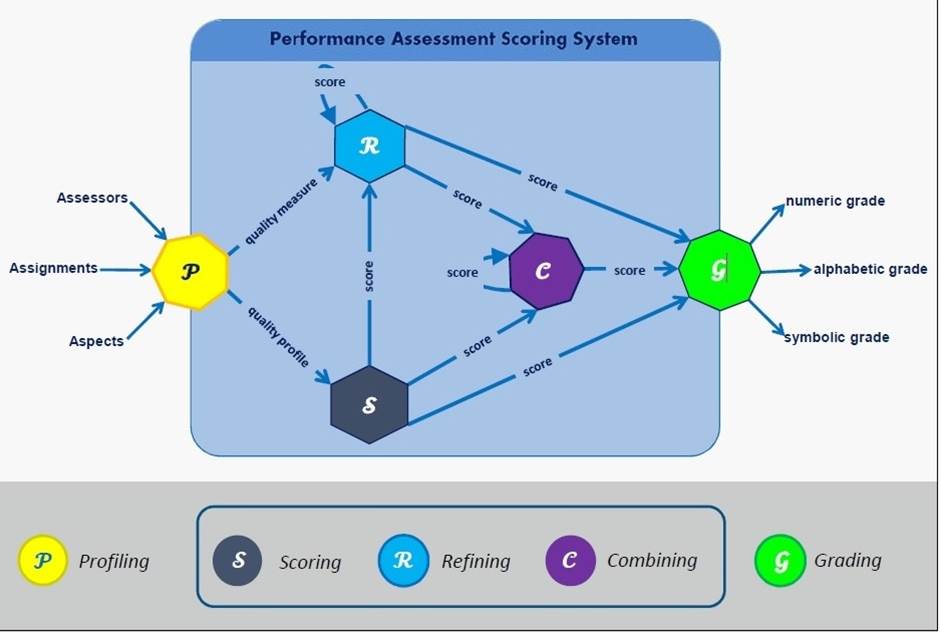 Performance Assessment Scoring System
score
R
score
quality measure
score
Assessors
numeric grade
Assignments
P
score
score
C
score
G
alphabetic grade
Aspects
quality profile
score
score
symbolic grade
S
P Profiling
S Scoring
R Refining
C Combining
G Grading